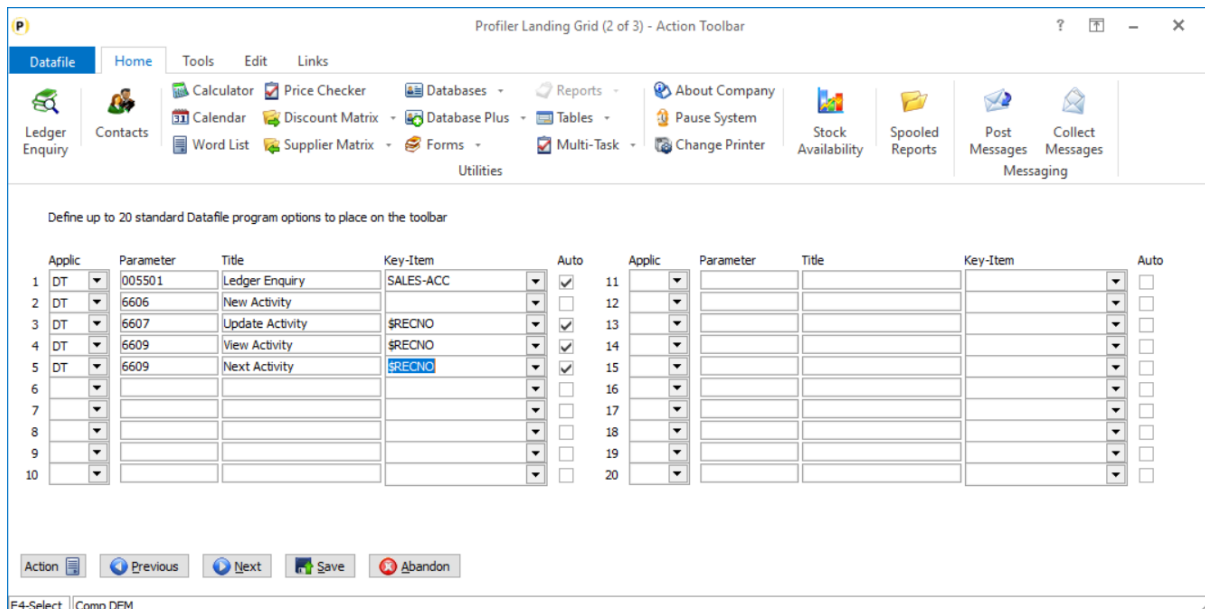 P
Profiler Landing Grid (2 of 3) - Action Toolbar
?
Datafile Home Tools Edit Links
Calculator Price Checker Databases Reports About Company
Calendar Discount Matrix Database Plus Tables Pause System
Word List Supplier Matrix Forms Multi-Task Change Printer
Ledger Enquiry
Contacts
Stock Availability
Spooled Reports
Post Messages
Collect Messages
Utilities
Messaging
Define up to 20 standard Datafile program options to place on the toolbar
Applic Parameter Title Key-Item Auto Applic Parameter Title Key-Item Auto
1 DT 005501 Ledger Enquiry SALES-ACC 11
2 DT 6606 New Activity 12
3 DT 6607 Update Activity $RECNO 13
4 DT 6609 View Activity $RECNO 14
5 DT 6609 Next Activity $RECNO 15
6 16
7 17
8 18
9 19
10 20
Action Previous Next Save Abandon
F4-Select Comp DEM